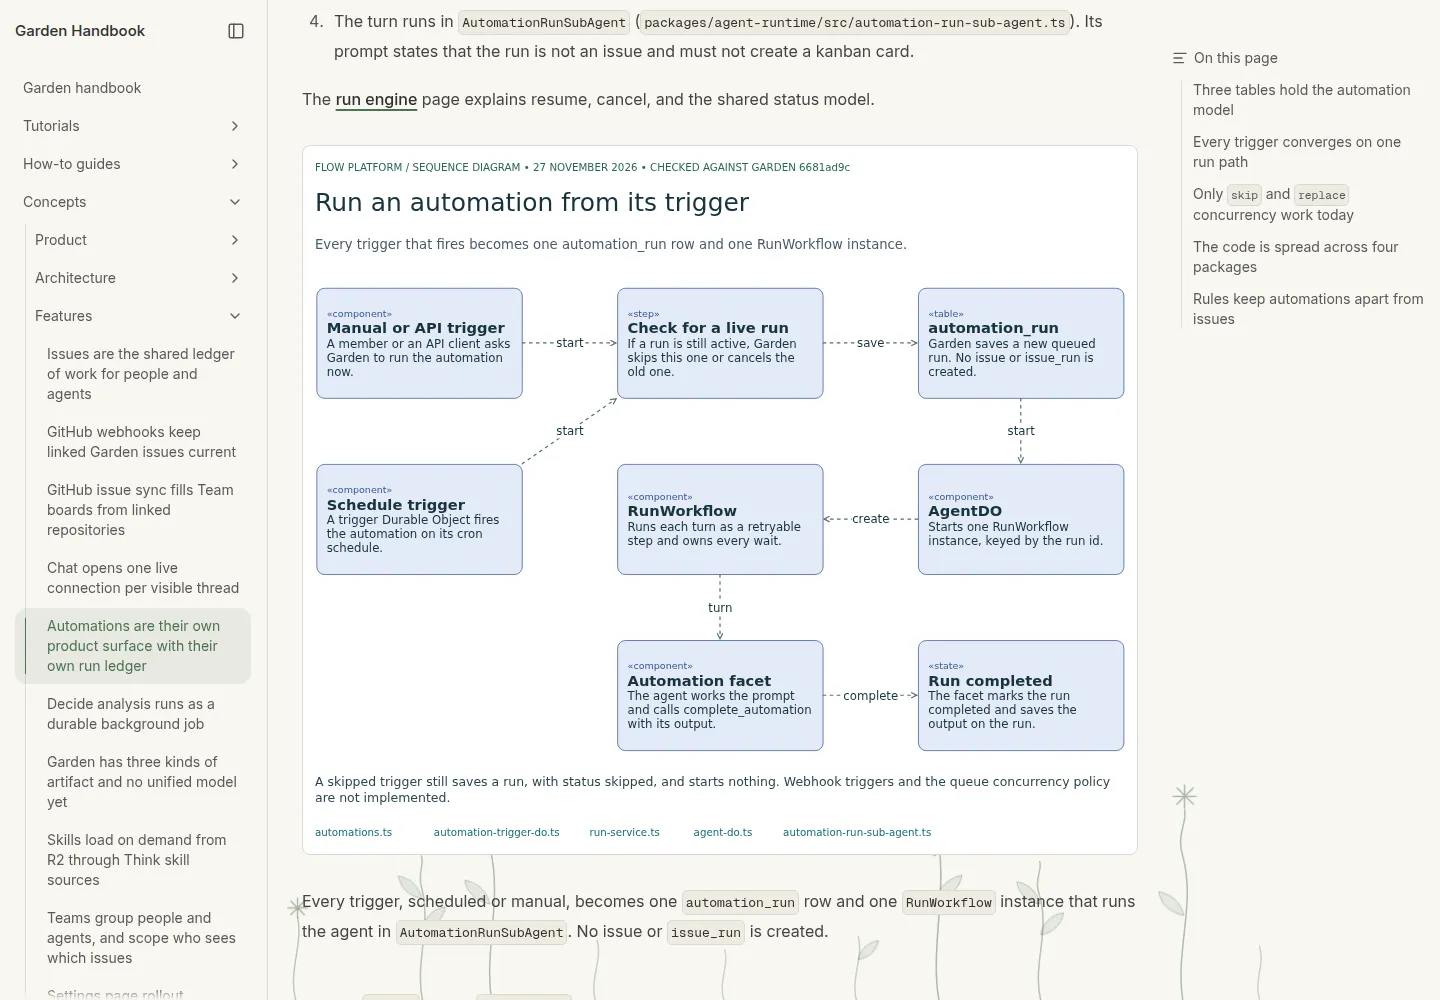 Garden Handbook
Garden handbook
Tutorials
How-to guides
Concepts
Product
Architecture
Features
Issues are the shared ledger
of work for people and
agents
GitHub webhooks keep
linked Garden issues current
GitHub issue sync fills Team
boards from linked
repositories
Chat opens one live
connection per visible thread
Automations are their own
product surface with their
own run ledger
Decide analysis runs as a
durable background job
Garden has three kinds of
artifact and no unified model
yet
Skills load on demand from
R2 through Think skill
sources
Teams group people and
agents, and scope who sees
which issues
Settings page rollout
4. The turn runs in AutomationRunSubAgent (packages/agent-runtime/src/automation-run-sub-agent.ts). Its
prompt states that the run is not an issue and must not create a kanban card.
The run engine page explains resume, cancel, and the shared status model.
FLOW PLATFORM / SEQUENCE DIAGRAM • 27 NOVEMBER 2026 • CHECKED AGAINST GARDEN 6681ad9c
Run an automation from its trigger
Every trigger that fires becomes one automation_run row and one RunWorkflow instance.
«component»
Manual or API trigger
A member or an API client asks
Garden to run the automation
now.
start
«step»
Check for a live run
If a run is still active, Garden
skips this one or cancels the
old one.
save
«table»
automation_run
Garden saves a new queued
run. No issue or issue_run is
created.
start
start
«component»
Schedule trigger
A trigger Durable Object fires
the automation on its cron
schedule.
«component»
RunWorkflow
Runs each turn as a retryable
step and owns every wait.
create
«component»
AgentDO
Starts one RunWorkflow
instance, keyed by the run id.
turn
«component»
Automation facet
The agent works the prompt
and calls complete_automation
with its output.
complete
«state»
Run completed
The facet marks the run
completed and saves the
output on the run.
A skipped trigger still saves a run, with status skipped, and starts nothing. Webhook triggers and the queue concurrency policy
are not implemented.
automations.ts automation-trigger-do.ts run-service.ts agent-do.ts automation-run-sub-agent.ts
Every trigger, scheduled or manual, becomes one automation_run row and one RunWorkflow instance that runs
the agent in AutomationRunSubAgent. No issue or issue_run is created.
On this page
Three tables hold the automation
model
Every trigger converges on one
run path
Only skip and replace
concurrency work today
The code is spread across four
packages
Rules keep automations apart from
issues